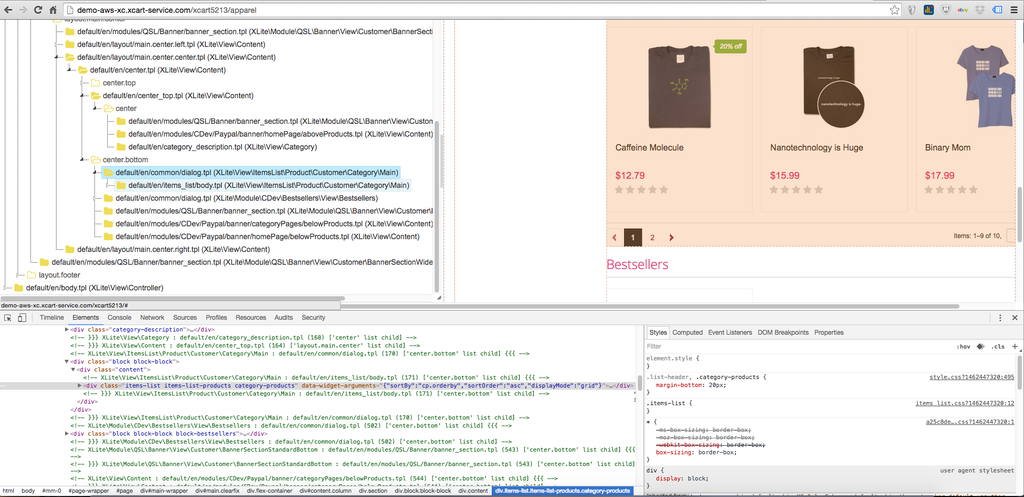 demo-aws-xc.xcart-service.com/xcart5213/apparel
layout.main.center
default/en/modules/QSL/Banner/banner_section.tpl (XLite\Module\QSL\Banner\View\Customer\BannerSecti
default/en/layout/main.center.left.tpl (XLite\View\Content)
default/en/layout/main.center.center.tpl (XLite\View\Content)
default/en/center.tpl (XLite\View\Content)
center.top
default/en/center_top.tpl (XLite\View\Content)
center
default/en/modules/QSL/Banner/banner_section.tpl (XLite\Module\QSL\Banner\View\Custom
default/en/modules/CDev/Paypal/banner/homePage/aboveProducts.tpl (XLite\View\Content)
default/en/category_description.tpl (XLite\View\Category)
center.bottom
default/en/common/dialog.tpl (XLite\View\ItemsList\Product\Customer\Category\Main)
default/en/items_list/body.tpl (XLite\View\ItemsList\Product\Customer\Category\Main)
default/en/common/dialog.tpl (XLite\Module\CDev\Bestsellers\View\Bestsellers)
default/en/modules/QSL/Banner/banner_section.tpl (XLite\Module\QSL\Banner\View\Customer\B
default/en/modules/CDev/Paypal/banner/categoryPages/belowProducts.tpl (XLite\View\Content)
default/en/modules/CDev/Paypal/banner/homePage/belowProducts.tpl (XLite\View\Content)
default/en/layout/main.center.right.tpl (XLite\View\Content)
default/en/modules/QSL/Banner/banner_section.tpl (XLite\Module\QSL\Banner\View\Customer\BannerSectionWide
layout.footer
default/en/body.tpl (XLite\View\Controller)
demo-aws-xc.xcart-service.com/xcart5213/#
20% off
nanotechnology is huge
Caffeine Molecule
Nanotechnology is Huge
Binary Mom
$12.79
$15.99
$17.99
1
2
Items: 1–9 of 10,
Bestsellers
Timeline Elements Network Sources Profiles Resources Audits Security
<div class="category-description">…</div>
<!-- }}} XLite\View\Category : default/en/category_description.tpl (168) ['center' list child] -->
<!-- }}} XLite\View\Content : default/en/center_top.tpl (164) ['layout.main.center' list child] -->
<!-- XLite\View\ItemsList\Product\Customer\Category\Main : default/en/common/dialog.tpl (170) ['center.bottom' list child] {{{ -->
<div class="block block-block">
<div class="content">
<!-- XLite\View\ItemsList\Product\Customer\Category\Main : default/en/items_list/body.tpl (171) {{{ -->
<div class="items-list items-list-products category-products" data-widget-arguments="{"sortBy":"cp.orderby","sortOrder":"asc","displayMode":"grid"}">…</div>
<!-- }}} XLite\View\ItemsList\Product\Customer\Category\Main : default/en/items_list/body.tpl (171) -->
</div>
</div>
<!-- }}} XLite\View\ItemsList\Product\Customer\Category\Main : default/en/common/dialog.tpl (170) ['center.bottom' list child] -->
<!-- XLite\Module\CDev\Bestsellers\View\Bestsellers : default/en/common/dialog.tpl (502) ['center.bottom' list child] {{{ -->
<div class="block block-block block-bestsellers">…</div>
<!-- }}} XLite\Module\CDev\Bestsellers\View\Bestsellers : default/en/common/dialog.tpl (502) ['center.bottom' list child] -->
<!-- XLite\Module\QSL\Banner\View\Customer\BannerSectionStandardBottom : default/en/modules/QSL/Banner/banner_section.tpl (543) ['center.bottom' list child] {{{
-->
<!-- }}} XLite\Module\QSL\Banner\View\Customer\BannerSectionStandardBottom : default/en/modules/QSL/Banner/banner_section.tpl (543) ['center.bottom' list child]
-->
<!-- XLite\View\Content : default/en/modules/CDev/Paypal/banner/categoryPages/belowProducts.tpl (544) ['center.bottom' list child] {{{ -->
html body #mm-0 #page-wrapper #page div#main-wrapper div#main.clearfix div.flex-container div#content.column div.section div.block.block-block div.content div.items-list.items-list-products.category-products
Styles Computed Event Listeners DOM Breakpoints Properties
Filter :hov .cls +
element.style {
}
.list-header, .category-products { style.css?1462447320:495
margin-bottom: 20px;
}
.items-list { items_list.css?1462447320:12
}
* { a25c8de….css?1462447320:1
-ms-box-sizing: border-box;
-moz-box-sizing: border-box;
-webkit-box-sizing: border-box;
box-sizing: border-box;
}
div { user agent stylesheet
display: block;
}